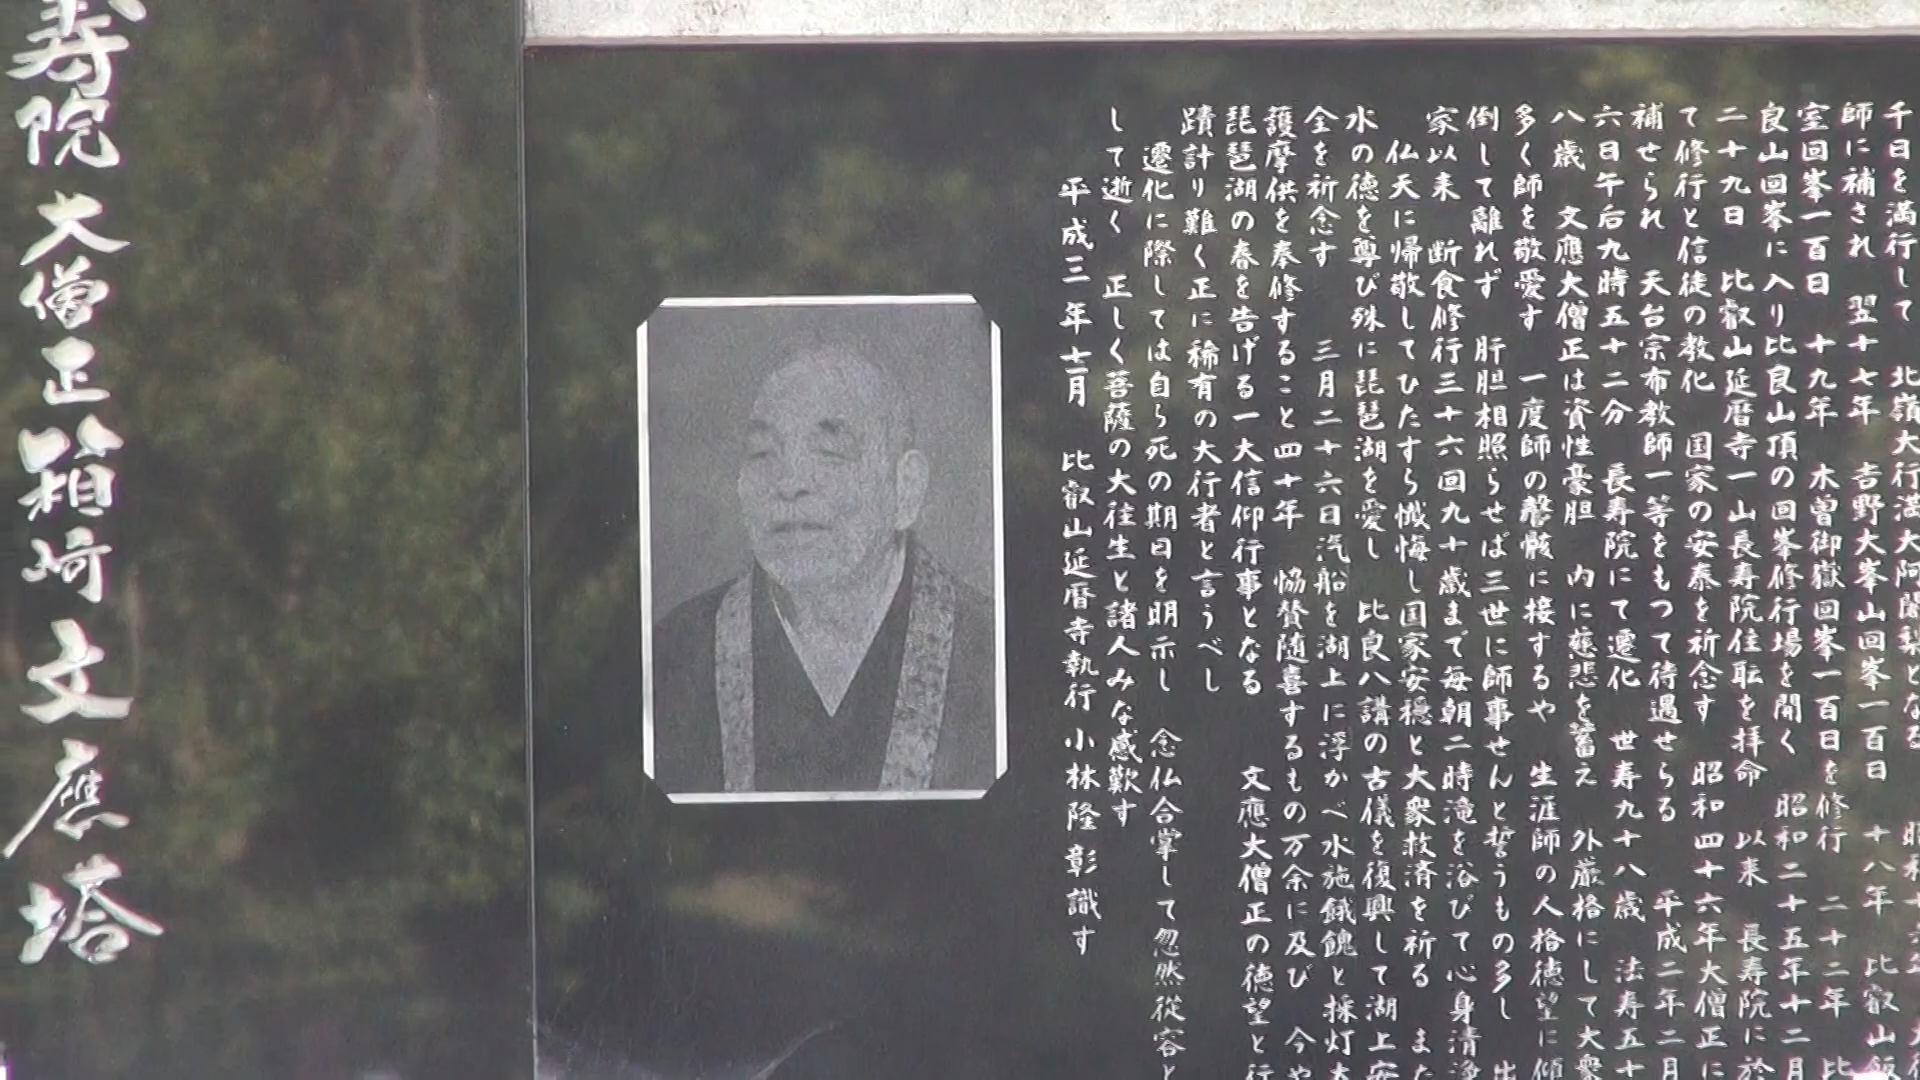 千日を満行して 北嶺大行満大阿闍梨となる 昭和十六年
師に補され 翌十七年 吉野大峯山回峯一百日 十八年 比叡山飯
室回峯一百日 十九年 木曽御嶽回峯一百日を修行 二十二年 比
良山回峯に入り比良山頂の回峯修行場を開く 昭和二十五年十二月
二十九日 比叡山延暦寺一山長寿院住職を拝命 以来 長寿院に於
て修行と信徒の教化 国家の安泰を祈念す 昭和四十六年大僧正に
補せられ 天台宗布教師一等をもつて待遇せらる 平成二年二月
六日午后九時五十二分 長寿院にて遷化 世寿九十八歳 法寿五十
八歳 文應大僧正は資性豪胆 内に慈悲を蓄え 外厳格にして大衆
多く師を敬愛す 一度師の謦骸に接するや 生涯師の人格徳望に傾
倒して離れず 肝胆相照らせば三世に師事せんと誓うもの多し 出
家以来 断食修行三十六回九十歳まで毎朝二時滝を浴びて心身清浄
仏天に帰敬してひたすら懺悔し国家安穏と大衆救済を祈る また
水の徳を尊び殊に琵琶湖を愛し 比良八講の古儀を復興して湖上安
全を祈念す 三月二十六日汽船を湖上に浮かべ水施餓鬼と採灯大
護摩供を奉修すること四十年 協賛随喜するもの万余に及び 今や
琵琶湖の春を告げる一大信仰行事となる 文應大僧正の徳望と行
蹟計り難く正に稀有の大行者と言うべし
遷化に際しては自ら死の期日を明示し 念仏合掌して忽然従容と
して逝く 正しく菩薩の大往生と諸人みな感歎す
平成三年十一月 比叡山延暦寺執行 小林隆彰 識す
寿院 大僧正 箱崎文應塔